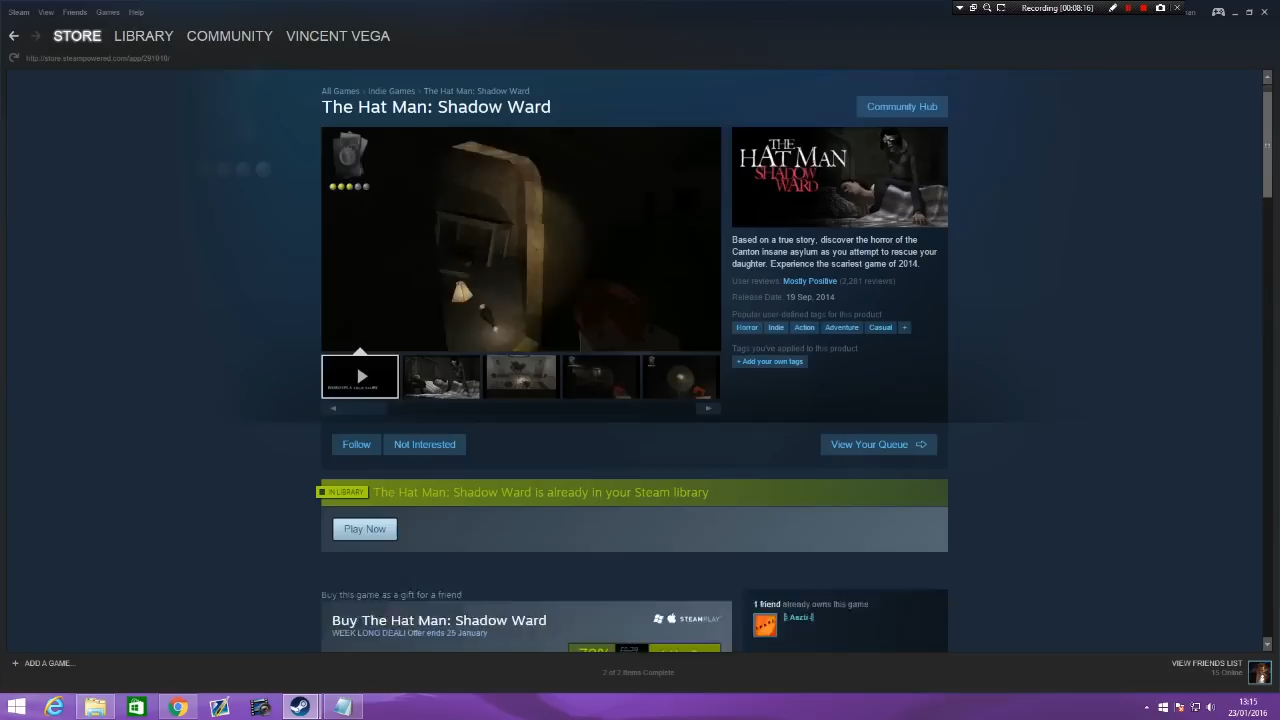 Steam View Friends Games Help
Recording [00:08:16]
STORE LIBRARY COMMUNITY VINCENT VEGA
http://store.steampowered.com/app/291010/
All Games › Indie Games › The Hat Man: Shadow Ward
The Hat Man: Shadow Ward
Community Hub
THE
HAT MAN
SHADOW
WARD
Based on a true story, discover the horror of the
Canton insane asylum as you attempt to rescue your
daughter. Experience the scariest game of 2014.
User reviews: Mostly Positive (2,281 reviews)
Release Date: 19 Sep, 2014
Popular user-defined tags for this product:
Horror Indie Action Adventure Casual +
Tags you've applied to this product:
+ Add your own tags
Follow Not Interested
View Your Queue
IN LIBRARY The Hat Man: Shadow Ward is already in your Steam library
Play Now
Buy this game as a gift for a friend
Buy The Hat Man: Shadow Ward
STEAMPLAY
WEEK LONG DEAL! Offer ends 25 January
1 friend already owns this game
+ ADD A GAME...
2 of 2 Items Complete
VIEW FRIENDS LIST
15 Online
13:15
23/01/2016